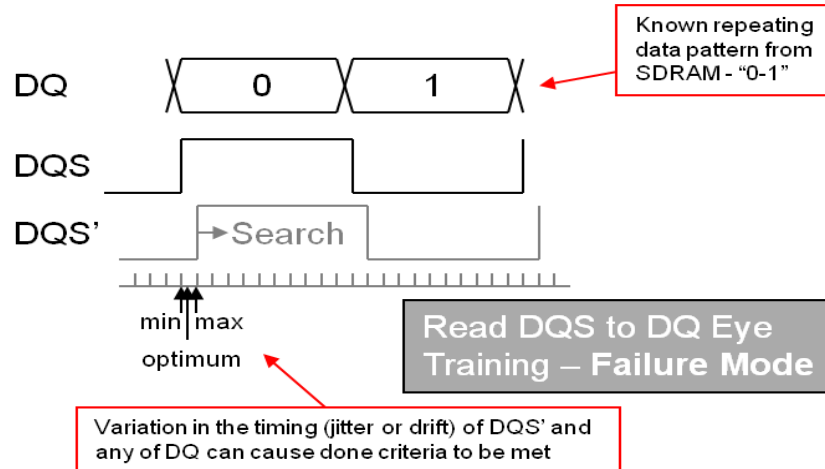 Known repeating
data pattern from
SDRAM - “0-1”
DQ
0
1
DQS
DQS’
Search
min
max
optimum
Read DQS to DQ Eye
Training – Failure Mode
Variation in the timing (jitter or drift) of DQS’ and
any of DQ can cause done criteria to be met